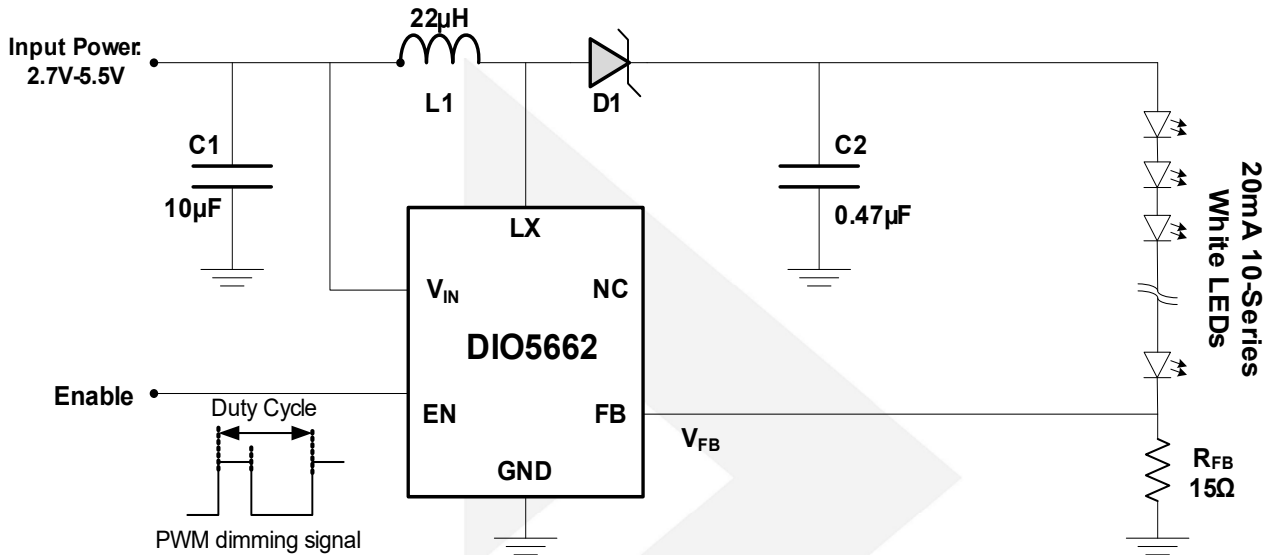 22µH
Input Power:
2.7V-5.5V
L1
D1
C1
10µF
C2
0.47µF
LX
VIN
NC
DIO5662
EN
FB
GND
VFB
Enable
Duty Cycle
PWM dimming signal
20mA 10-Series
White LEDs
RFB
15Ω